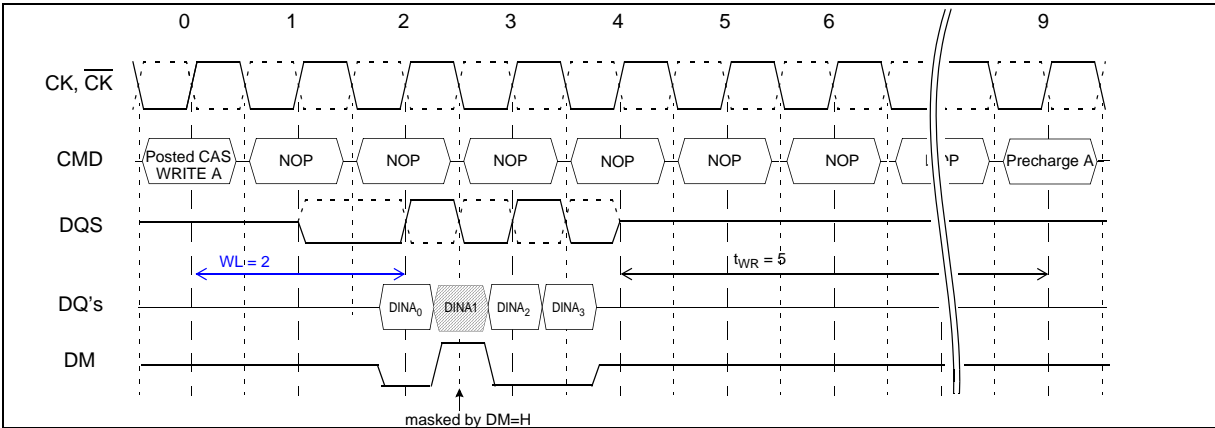 0 1 2 3 4 5 6 9
CK, CK
CMD
Posted CAS
WRITE A
NOP NOP NOP NOP NOP NOP
Precharge A
DQS
WL = 2
tWR = 5
DQ's
DINA0 DINA1 DINA2 DINA3
DM
masked by DM=H